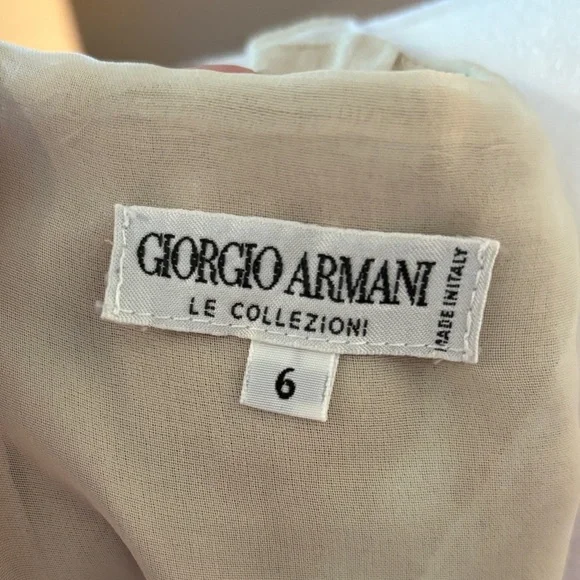 GIORGIO ARMANI
LE COLLEZIONI
MADE IN ITALY
6